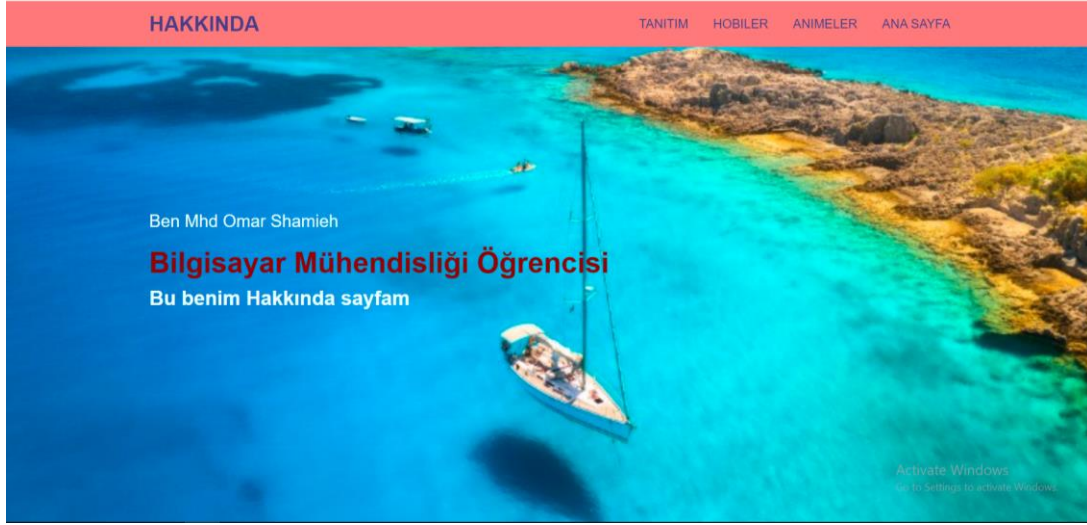 HAKKINDA
TANITIM HOBILER ANIMELER ANA SAYFA
Ben Mhd Omar Shamieh
Bilgisayar Mühendisliği Öğrencisi
Bu benim Hakkında sayfam
Activate Windows
Go to Settings to activate Windows.